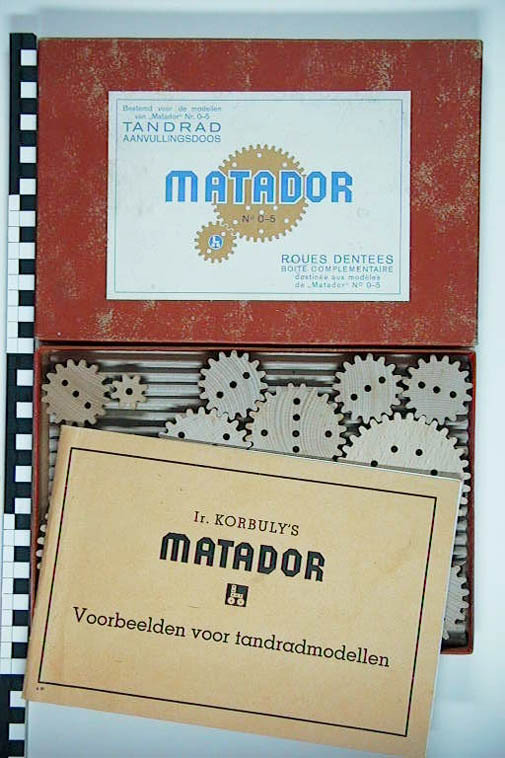 Bestemd voor de modellen
van „Matador" Nr. 0-5
TANDRAD
AANVULLINGSDOOS
MATADOR
No 0-5
ROUES DENTEES
BOITE COMPLEMENTAIRE
destinée aux modèles
de „Matador" No 0-5
Ir. KORBULY'S
MATADOR
Voorbeelden voor tandradmodellen